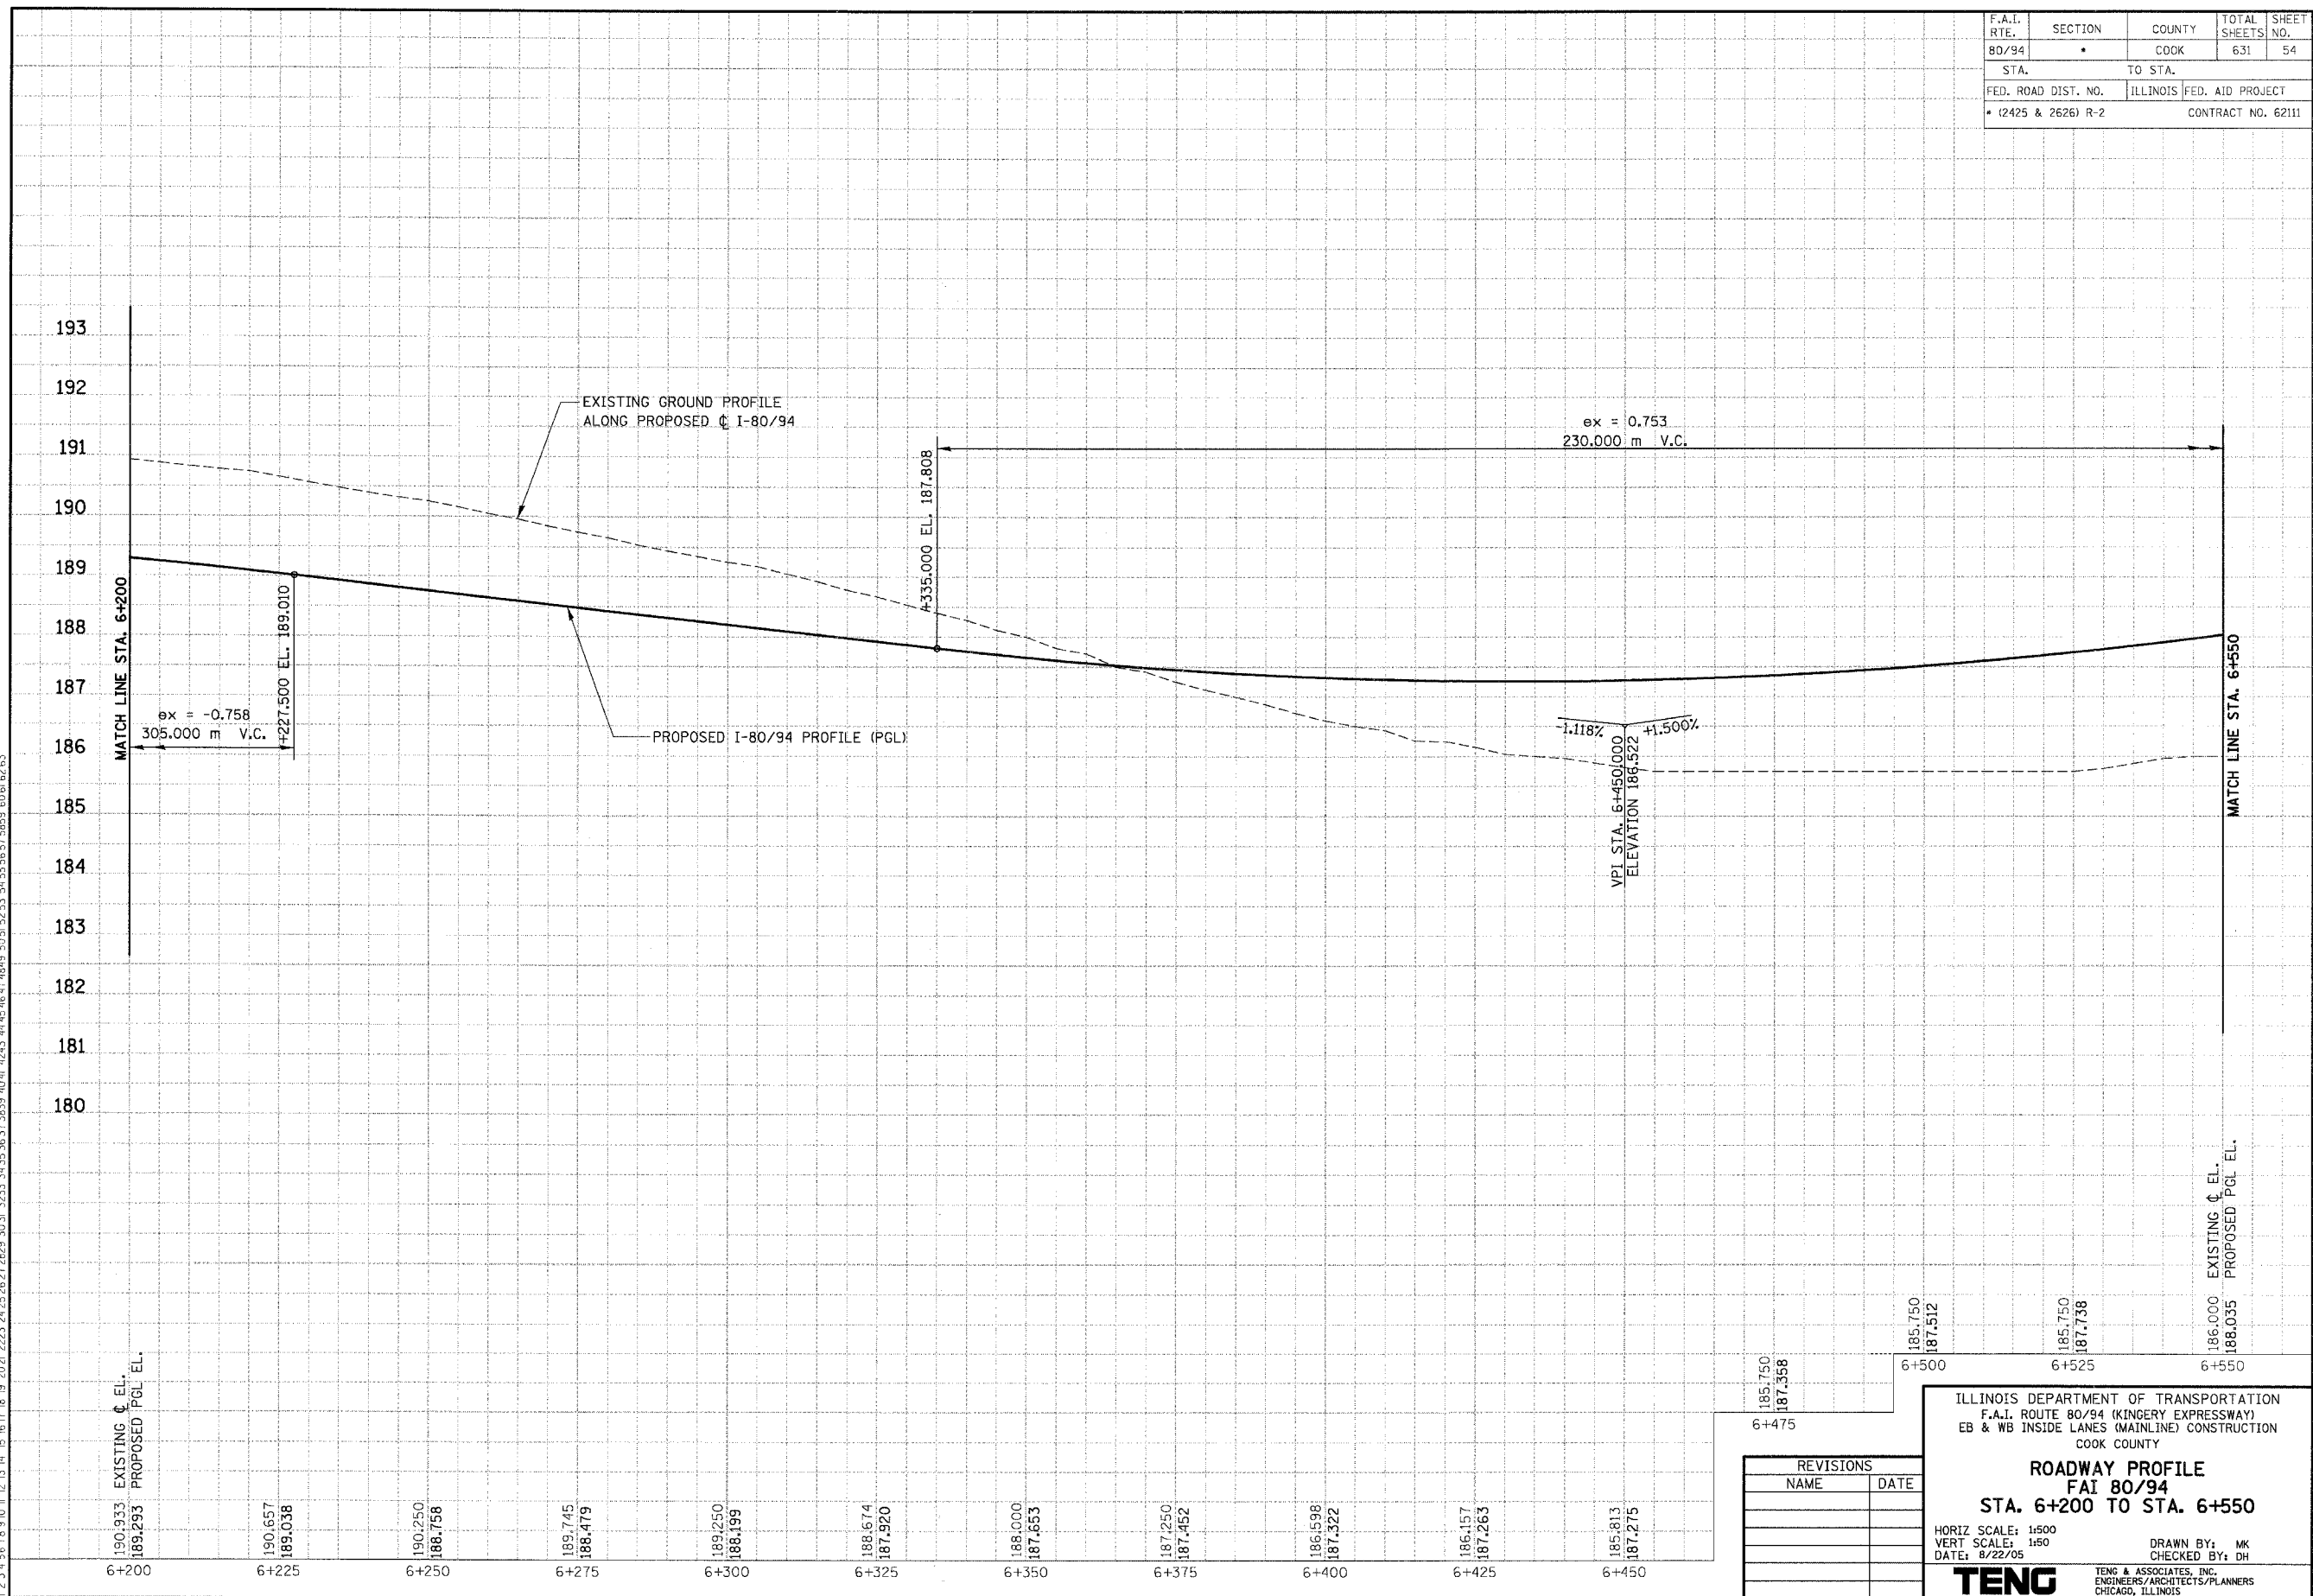 F.A.I. RTE. SECTION COUNTY TOTAL SHEETS SHEET NO.
80/94 * COOK 631 54
STA. TO STA.
FED. ROAD DIST. NO. ILLINOIS FED. AID PROJECT
* (2425 & 2626) R-2 CONTRACT NO. 62111
193
192
191
190
189
188
187
186
185
184
183
182
181
180
MATCH LINE STA. 6+200
EXISTING GROUND PROFILE
ALONG PROPOSED ℄ I-80/94
ex = -0.758
305.000 m V.C.
+227.500 EL. 189.010
PROPOSED I-80/94 PROFILE (PGL)
+335.000 EL. 187.808
ex = 0.753
230.000 m V.C.
-1.118%
+1.500%
VPI STA. 6+450.000
ELEVATION 186.522
MATCH LINE STA. 6+550
190.933 EXISTING ℄ EL.
189.293 PROPOSED PGL EL.
6+200
190.657
189.038
6+225
190.250
188.758
6+250
189.745
188.479
6+275
189.250
188.199
6+300
188.674
187.920
6+325
188.000
187.653
6+350
187.250
187.452
6+375
186.598
187.322
6+400
186.157
187.263
6+425
185.813
187.275
6+450
185.750
187.358
6+475
185.750
187.512
6+500
185.750
187.738
6+525
186.000 EXISTING ℄ EL.
188.035 PROPOSED PGL EL.
6+550
REVISIONS
NAME DATE
ILLINOIS DEPARTMENT OF TRANSPORTATION
F.A.I. ROUTE 80/94 (KINGERY EXPRESSWAY)
EB & WB INSIDE LANES (MAINLINE) CONSTRUCTION
COOK COUNTY
ROADWAY PROFILE
FAI 80/94
STA. 6+200 TO STA. 6+550
HORIZ SCALE: 1:500
VERT SCALE: 1:50
DATE: 8/22/05
DRAWN BY: MK
CHECKED BY: DH
TENG
TENG & ASSOCIATES, INC.
ENGINEERS/ARCHITECTS/PLANNERS
CHICAGO, ILLINOIS